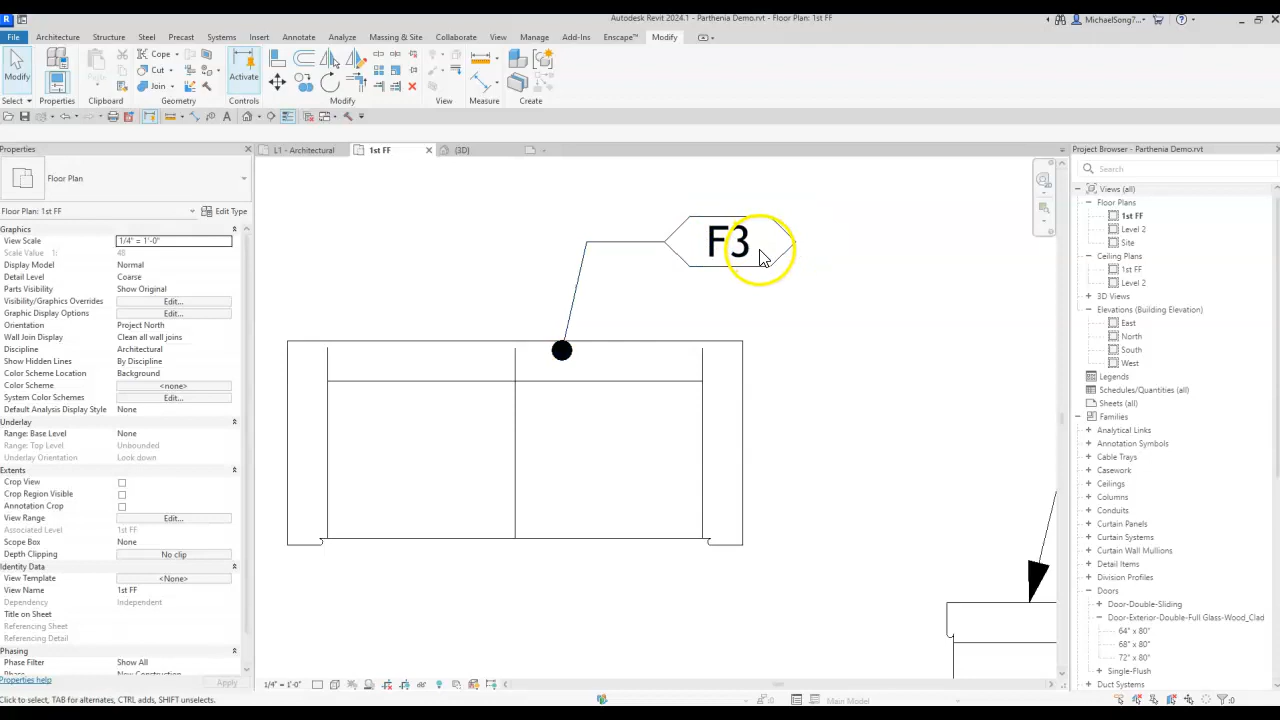 Autodesk Revit 2024.1 - Parthenia Demo.rvt - Floor Plan: 1st FF
MichaelSong7...
File Architecture Structure Steel Precast Systems Insert Annotate Analyze Massing & Site Collaborate View Manage Add-Ins Enscape™ Modify
Modify Properties Paste Cope Cut Join Activate
Select Properties Clipboard Geometry Controls Modify View Measure Create
Properties
L1 - Architectural 1st FF {3D}
Project Browser - Parthenia Demo.rvt
Floor Plan
Search
Floor Plan: 1st FF Edit Type
Graphics
View Scale 1/4" = 1'-0"
Scale Value 1: 48
Display Model Normal
Detail Level Coarse
Parts Visibility Show Original
Visibility/Graphics Overrides Edit...
Graphic Display Options Edit...
Orientation Project North
Wall Join Display Clean all wall joins
Discipline Architectural
Show Hidden Lines By Discipline
Color Scheme Location Background
Color Scheme <none>
System Color Schemes Edit...
Default Analysis Display Style None
Underlay
Range: Base Level None
Range: Top Level Unbounded
Underlay Orientation Look down
Extents
Crop View
Crop Region Visible
Annotation Crop
View Range Edit...
Associated Level 1st FF
Scope Box None
Depth Clipping No clip
Identity Data
View Template <None>
View Name 1st FF
Dependency Independent
Title on Sheet
Referencing Sheet
Referencing Detail
Phasing
Phase Filter Show All
Phase New Construction
Properties help Apply
F3
Views (all)
Floor Plans
1st FF
Level 2
Site
Ceiling Plans
1st FF
Level 2
3D Views
Elevations (Building Elevation)
East
North
South
West
Legends
Schedules/Quantities (all)
Sheets (all)
Families
Analytical Links
Annotation Symbols
Cable Trays
Casework
Ceilings
Columns
Conduits
Curtain Panels
Curtain Systems
Curtain Wall Mullions
Detail Items
Division Profiles
Doors
Door-Double-Sliding
Door-Exterior-Double-Full Glass-Wood_Clad
64" x 80"
68" x 80"
72" x 80"
Single-Flush
Duct Systems
1/4" = 1'-0"
Click to select, TAB for alternates, CTRL adds, SHIFT unselects. :0 Main Model :0